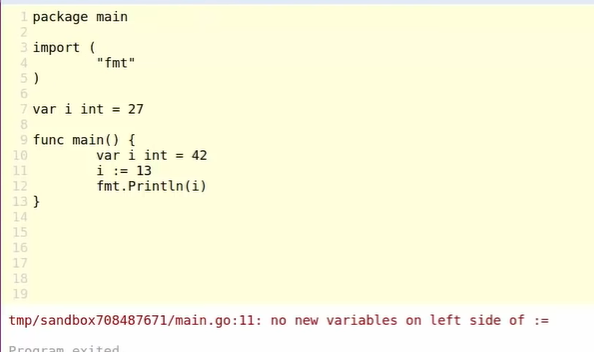 1 package main
2
3 import (
4 "fmt"
5 )
6
7 var i int = 27
8
9 func main() {
10 var i int = 42
11 i := 13
12 fmt.Println(i)
13 }
14
15
16
17
18
19
tmp/sandbox708487671/main.go:11: no new variables on left side of :=
Program exited